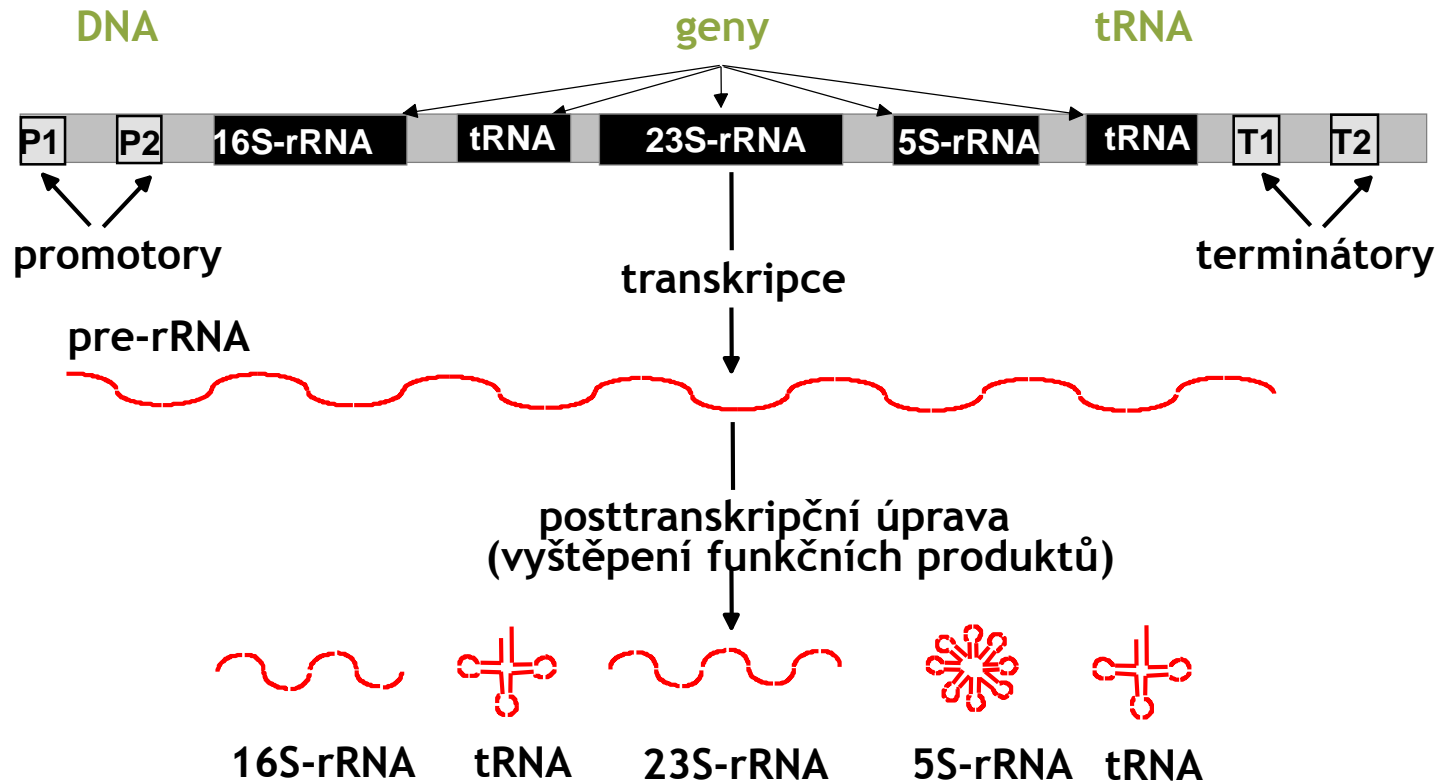 DNA geny tRNA
P1 P2 16S-rRNA tRNA 23S-rRNA 5S-rRNA tRNA T1 T2
promotory terminátory
transkripce
pre-rRNA
posttranskripční úprava
(vyštěpení funkčních produktů)
16S-rRNA tRNA 23S-rRNA 5S-rRNA tRNA